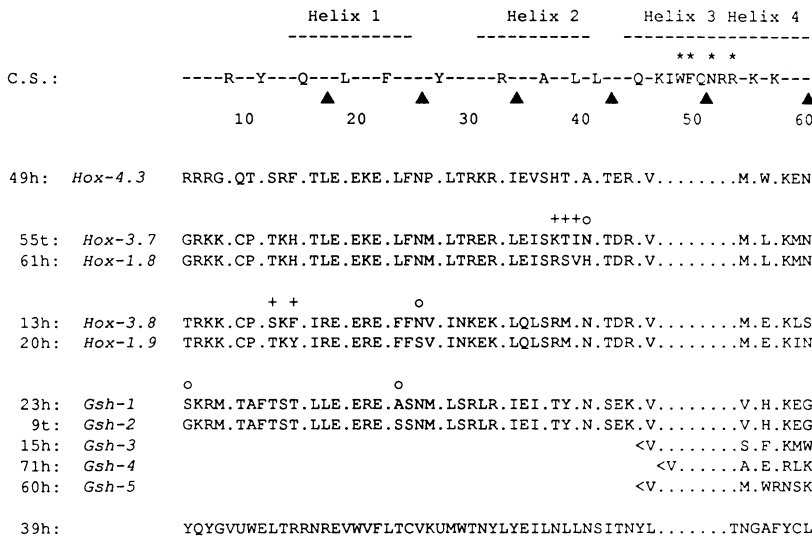 Helix 1 Helix 2 Helix 3 Helix 4
------------ ----------- ----------------
** * *
C.S.: ----R--Y---Q---L---F----Y-----R---A--L-L---Q-KIWFQNRR-K-K----
▲ ▲ ▲ ▲ ▲ ▲
10 20 30 40 50 60
49h: Hox-4.3 RRRG.QT.SRF.TLE.EKE.LFNP.LTRKR.IEVSHT.A.TER.V........M.W.KEN
+++o
55t: Hox-3.7 GRKK.CP.TKH.TLE.EKE.LFNM.LTRER.LEISKTIN.TDR.V........M.L.KMN
61h: Hox-1.8 GRKK.CP.TKH.TLE.EKE.LFNM.LTRER.LEISRSVH.TDR.V........M.L.KMN
+ + o
13h: Hox-3.8 TRKK.CP.SKF.IRE.ERE.FFNV.INKEK.LQLSRM.N.TDR.V........M.E.KLS
20h: Hox-1.9 TRKK.CP.TKY.IRE.ERE.FFSV.INKEK.LQLSRM.N.TDR.V........M.E.KIN
o o
23h: Gsh-1 SKRM.TAFTST.LLE.ERE.ASNM.LSRLR.IEI.TY.N.SEK.V........V.H.KEG
9t: Gsh-2 GKRM.TAFTST.LLE.ERE.SSNM.LSRLR.IEI.TY.N.SEK.V........V.H.KEG
15h: Gsh-3 <V........S.F.KMW
71h: Gsh-4 <V.......A.E.RLK
60h: Gsh-5 <V........M.WRNSK
39h: YQYGVUWELTRRNREVWVFLTCVKUMWTNYLYEILNLLNSITNYL.......TNGAFYCL